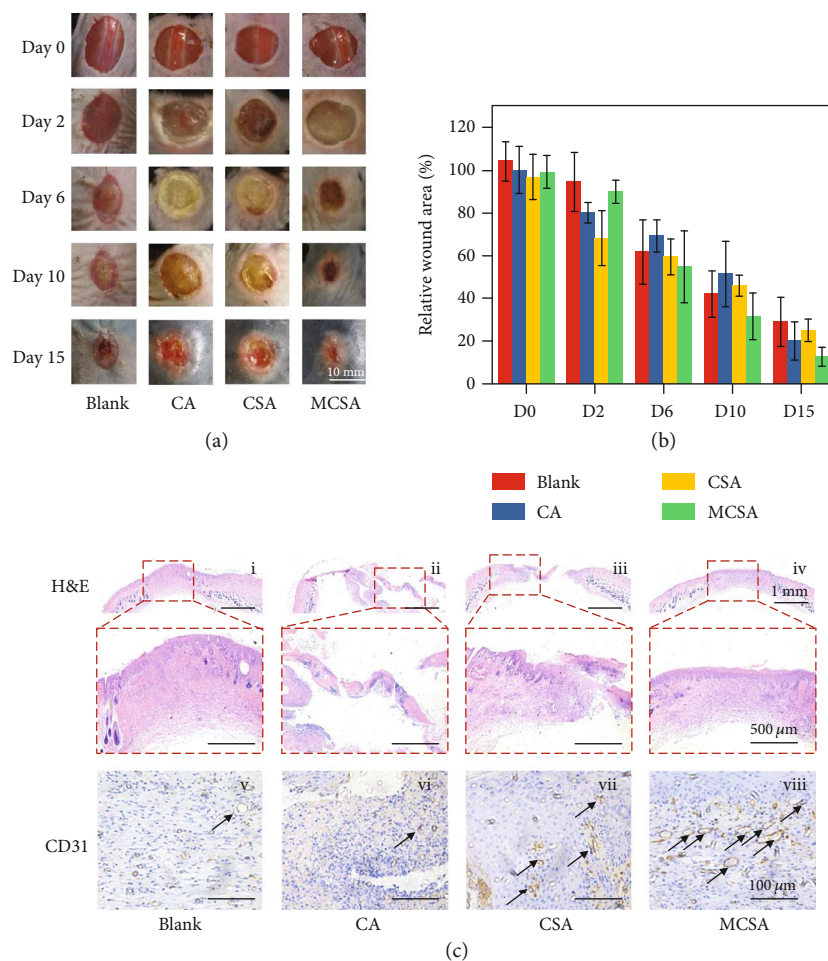 Day 0
Day 2
Day 6
Day 10
Day 15
10 mm
Blank CA CSA MCSA
(a)
Relative wound area (%)
120
100
80
60
40
20
0
D0 D2 D6 D10 D15
(b)
Blank CSA
CA MCSA
H&E
i ii iii iv
1 mm
500 µm
CD31
v vi vii viii
100 µm
Blank CA CSA MCSA
(c)